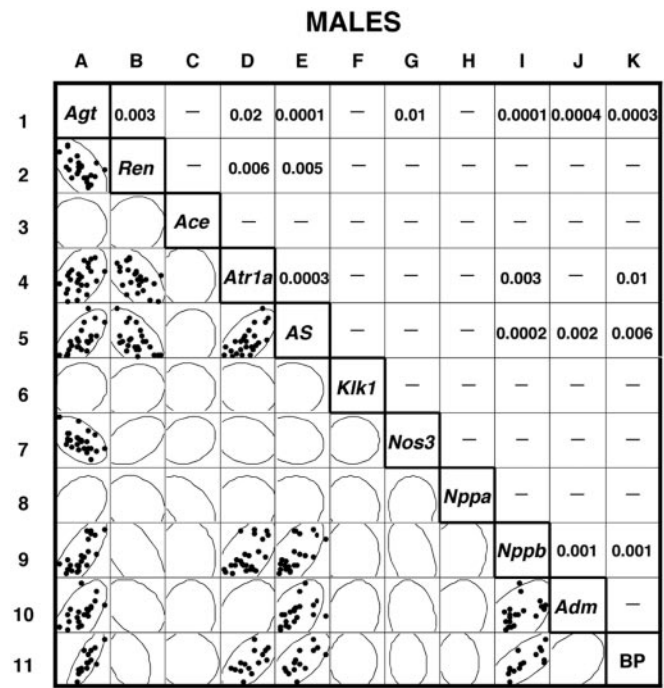 MALES
A B C D E F G H I J K
1 Agt 0.003 — 0.02 0.0001 — 0.01 — 0.0001 0.0004 0.0003
2 Ren — 0.006 0.005 — — — — — —
3 Ace — — — — — — — —
4 Atr1a 0.0003 — — — 0.003 — 0.01
5 AS — — — 0.0002 0.002 0.006
6 Klk1 — — — — —
7 Nos3 — — — —
8 Nppa — — —
9 Nppb 0.001 0.001
10 Adm —
11 BP